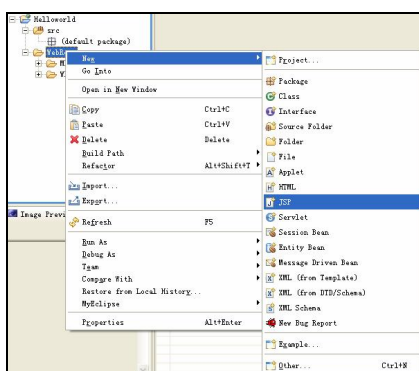 Helloworld
src
(default package)
New
Go Into
Open in New Window
Copy Ctrl+C
Paste Ctrl+V
Delete Delete
Build Path
Refactor Alt+Shift+T
Import...
Export...
Refresh F5
Run As
Debug As
Team
Compare With
Restore from Local History...
MyEclipse
Properties Alt+Enter
Image Previ
Project...
Package
Class
Interface
Source Folder
Folder
File
Applet
HTML
JSP
Servlet
Session Bean
Entity Bean
Message Driven Bean
XML (from Template)
XML (from DTD/Schema)
XML Schema
New Bug Report
Example...
Other... Ctrl+N